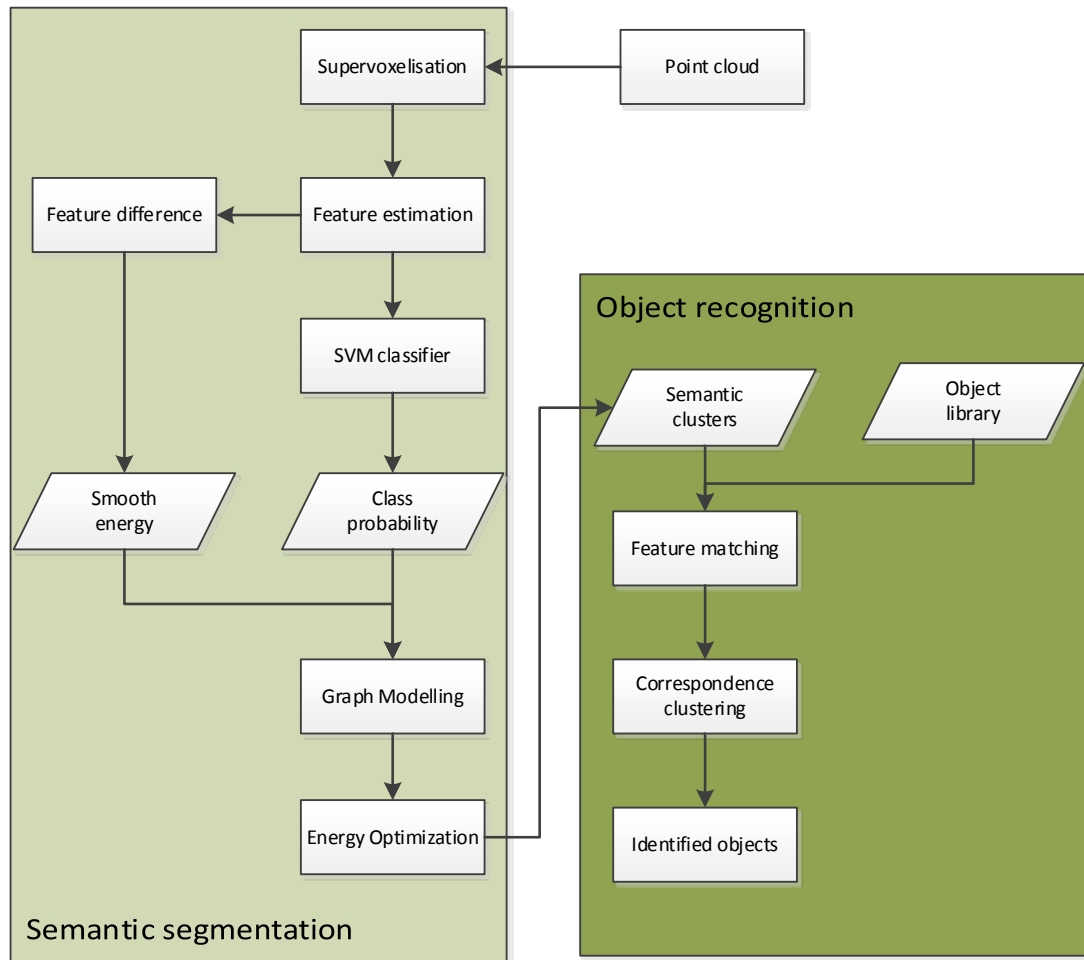 Supervoxelisation
Point cloud
Feature difference
Feature estimation
SVM classifier
Smooth
energy
Class
probability
Graph Modelling
Energy Optimization
Semantic segmentation
Object recognition
Semantic
clusters
Object
library
Feature matching
Correspondence
clustering
Identified objects